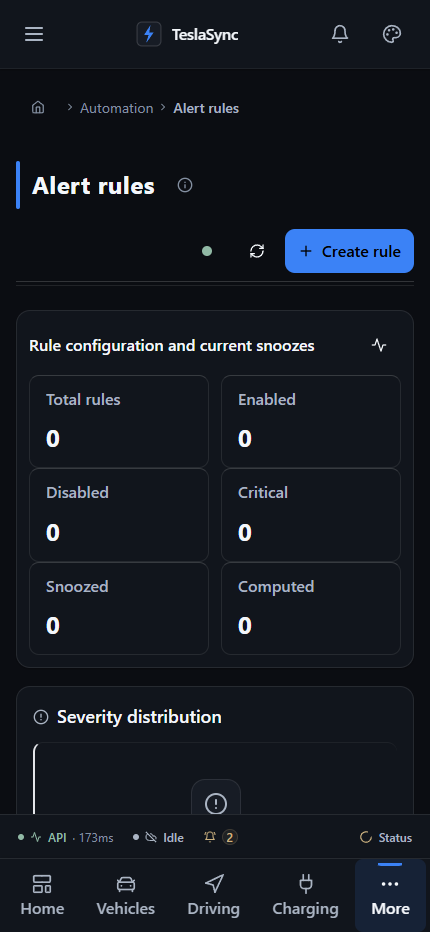 TeslaSync
Automation Alert rules
Alert rules
Create rule
Rule configuration and current snoozes
Total rules Enabled
0 0
Disabled Critical
0 0
Snoozed Computed
0 0
Severity distribution
API · 173ms Idle 2 Status
Home Vehicles Driving Charging More